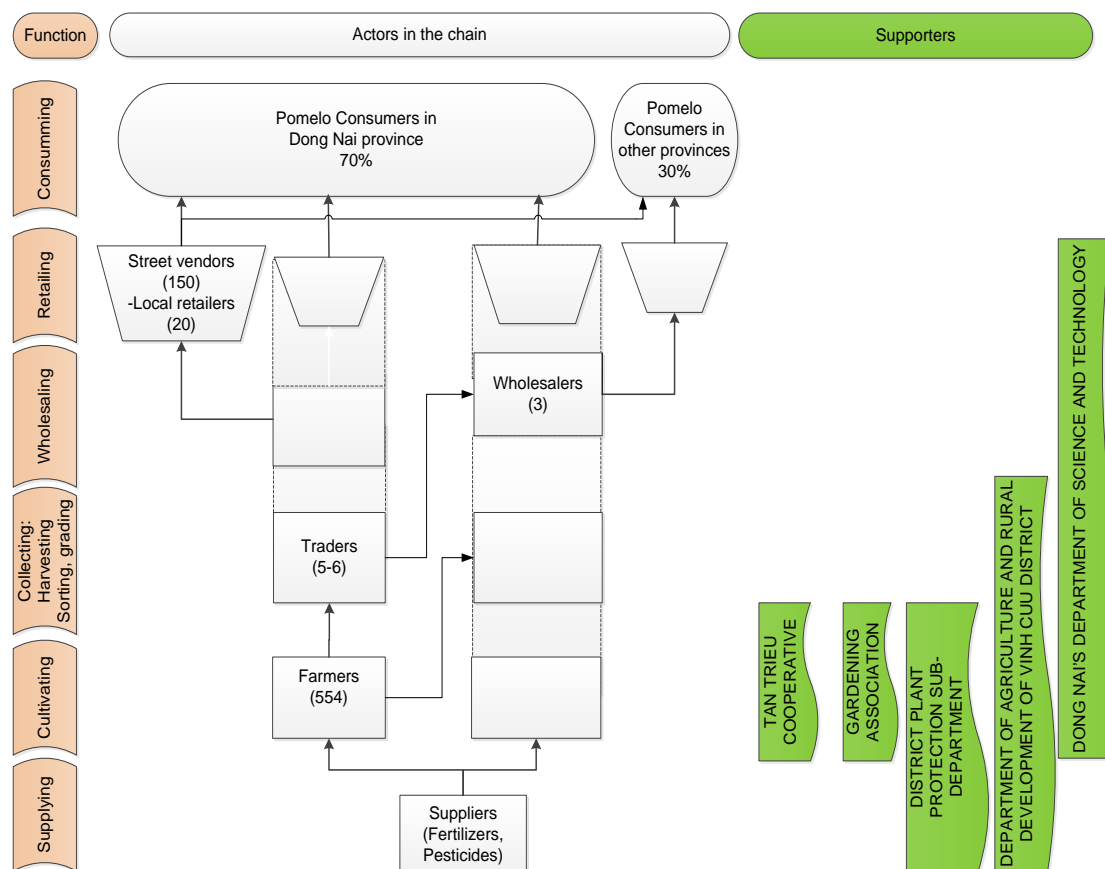 Function
Actors in the chain
Supporters
Consumming
Pomelo Consumers in
Dong Nai province
70%
Pomelo
Consumers in
other provinces
30%
Retailing
Street vendors
(150)
-Local retailers
(20)
Wholesaling
Wholesalers
(3)
Collecting:
Harvesting
Sorting, grading
Traders
(5-6)
Cultivating
Farmers
(554)
Supplying
Suppliers
(Fertilizers,
Pesticides)
TAN TRIEU
COOPERATIVE
GARDENING
ASSOCIATION
DISTRICT PLANT
PROTECTION SUB-
DEPARTMENT
DEPARTMENT OF AGRICULTURE AND RURAL
DEVELOPMENT OF VINH CUU DISTRICT
DONG NAI'S DEPARTMENT OF SCIENCE AND TECHNOLOGY